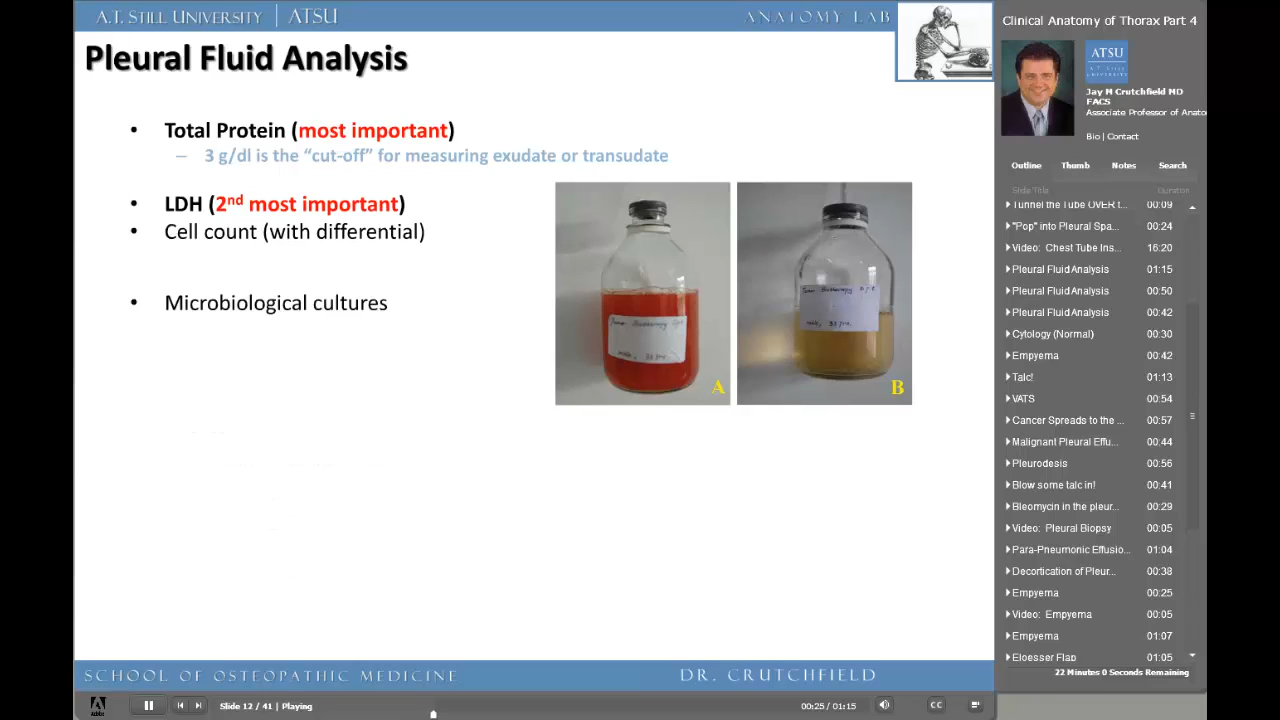 A.T. STILL UNIVERSITY | ATSU
ANATOMY LAB
Pleural Fluid Analysis
• Total Protein (most important)
– 3 g/dl is the “cut-off” for measuring exudate or transudate
• LDH (2nd most important)
• Cell count (with differential)
• Microbiological cultures
A
B
SCHOOL OF OSTEOPATHIC MEDICINE
DR. CRUTCHFIELD
Clinical Anatomy of Thorax Part 4
ATSU
Jay M Crutchfield MD
FACS
Associate Professor of Anato
Bio | Contact
Outline Thumb Notes Search
Slide Title Duration
Tunnel the Tube OVER t... 00:09
"Pop" into Pleural Spa... 00:24
Video: Chest Tube Ins... 16:20
Pleural Fluid Analysis 01:15
Pleural Fluid Analysis 00:50
Pleural Fluid Analysis 00:42
Cytology (Normal) 00:30
Empyema 00:42
Talc! 01:13
VATS 00:54
Cancer Spreads to the ... 00:57
Malignant Pleural Effu... 00:44
Pleurodesis 00:56
Blow some talc in! 00:41
Bleomycin in the pleur... 00:29
Video: Pleural Biopsy 00:05
Para-Pneumonic Effusio... 01:04
Decortication of Pleur... 00:38
Empyema 00:25
Video: Empyema 00:05
Empyema 01:07
Eloesser Flap 01:05
22 Minutes 0 Seconds Remaining
Adobe
Slide 12 / 41 | Playing
00:25 / 01:15
CC